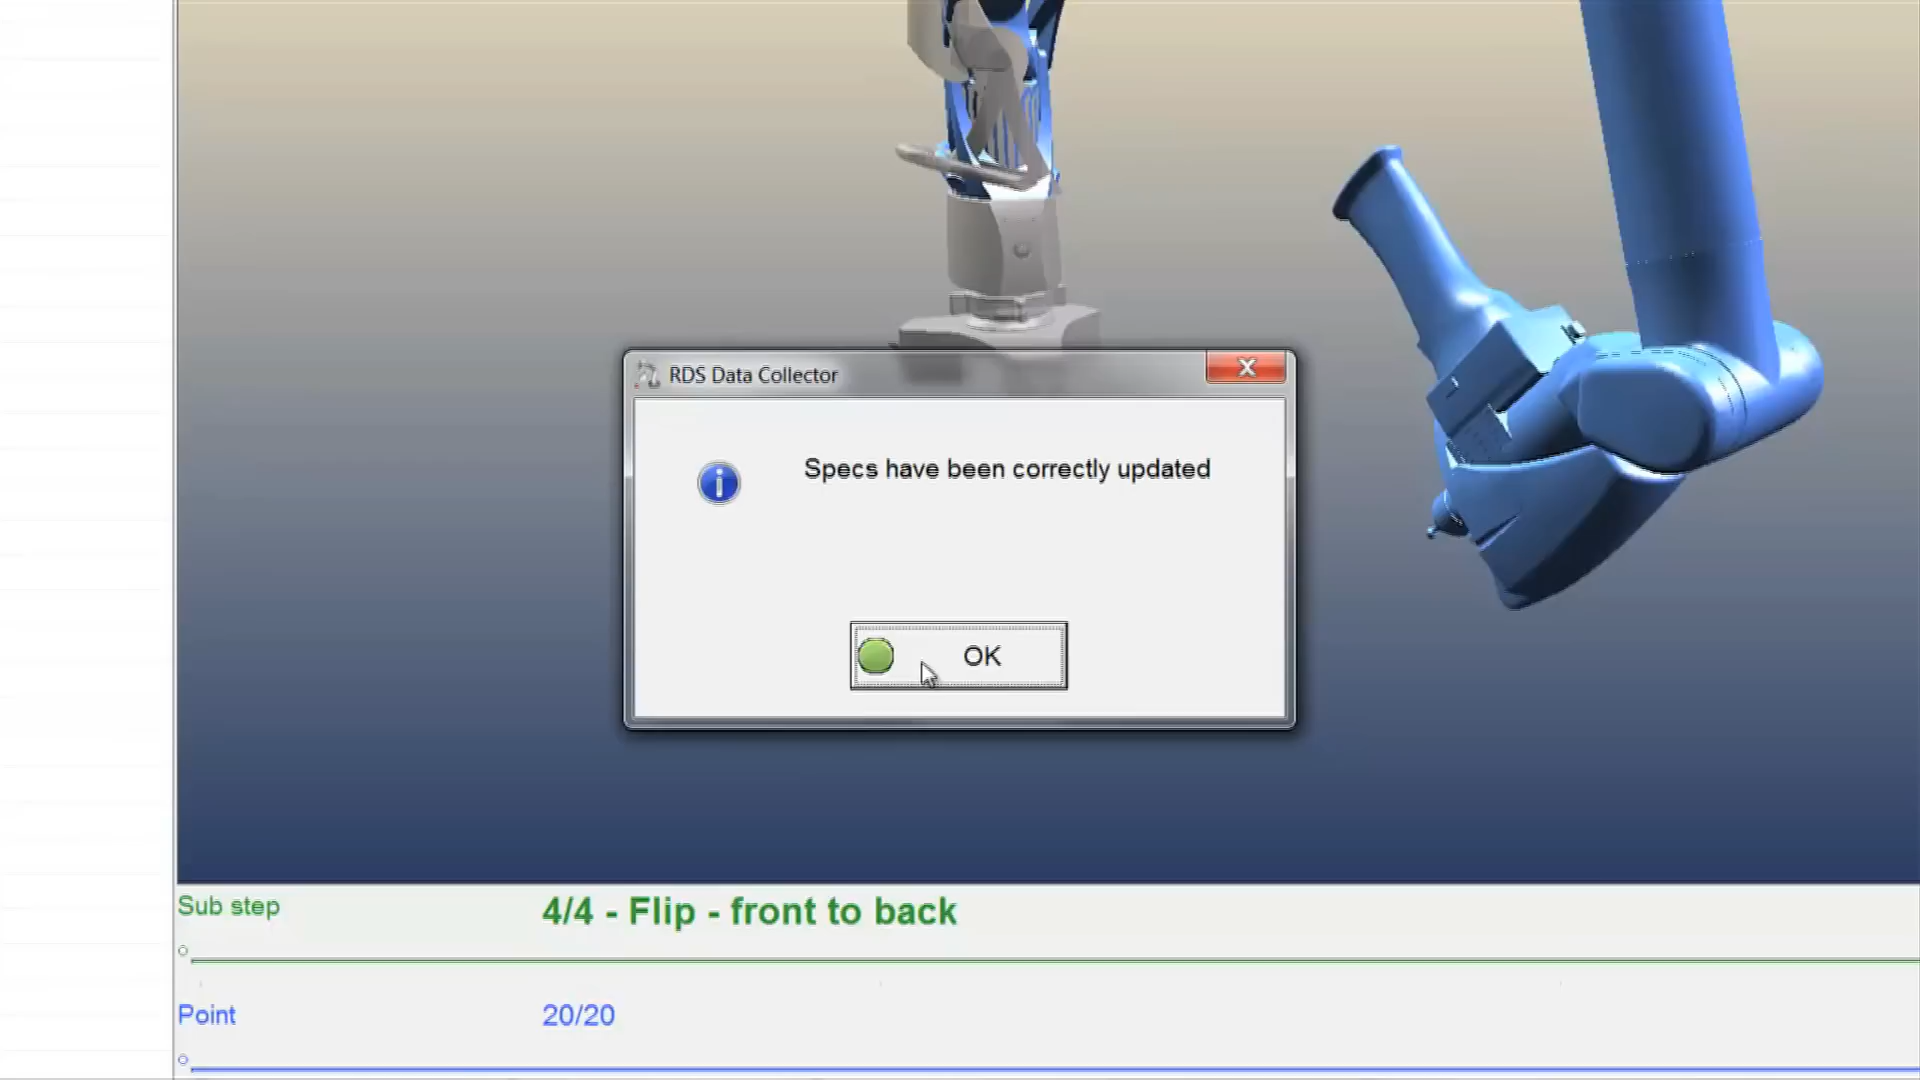 RDS Data Collector
Specs have been correctly updated
OK
Sub step 4/4 - Flip - front to back
Point 20/20